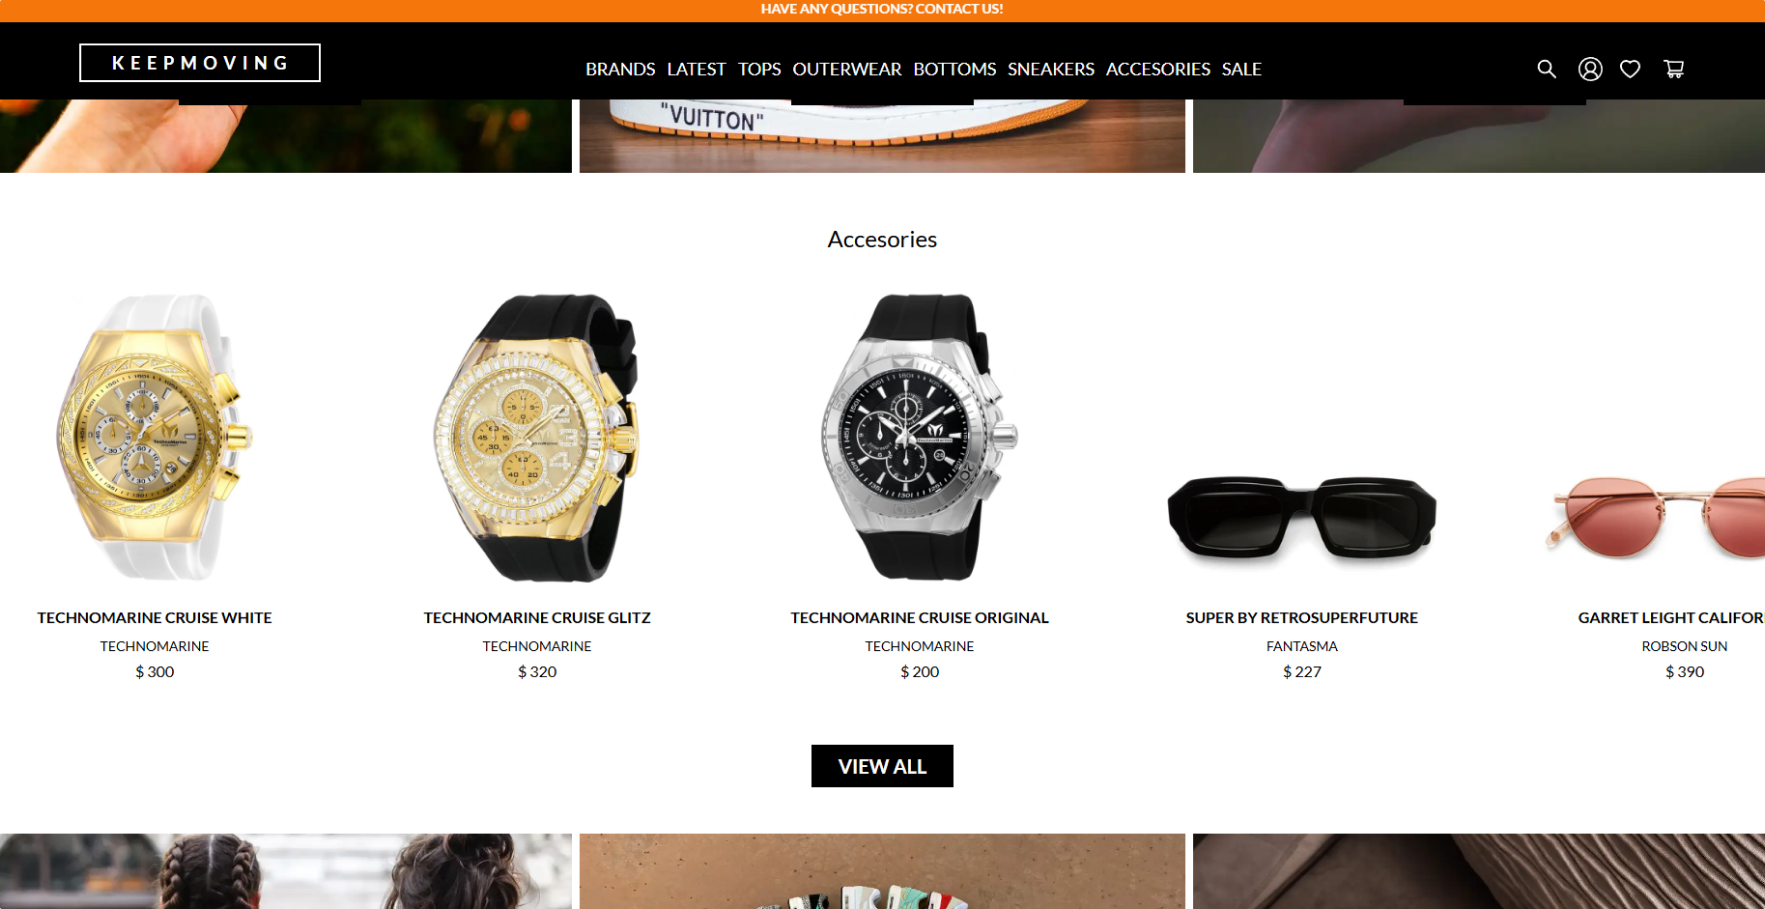 HAVE ANY QUESTIONS? CONTACT US!
KEEPMOVING
BRANDS LATEST TOPS OUTERWEAR BOTTOMS SNEAKERS ACCESORIES SALE
"VUITTON"
Accesories
TECHNOMARINE CRUISE WHITE
TECHNOMARINE
$ 300
TECHNOMARINE CRUISE GLITZ
TECHNOMARINE
$ 320
TECHNOMARINE CRUISE ORIGINAL
TECHNOMARINE
$ 200
SUPER BY RETROSUPERFUTURE
FANTASMA
$ 227
GARRET LEIGHT CALIFOR
ROBSON SUN
$ 390
VIEW ALL